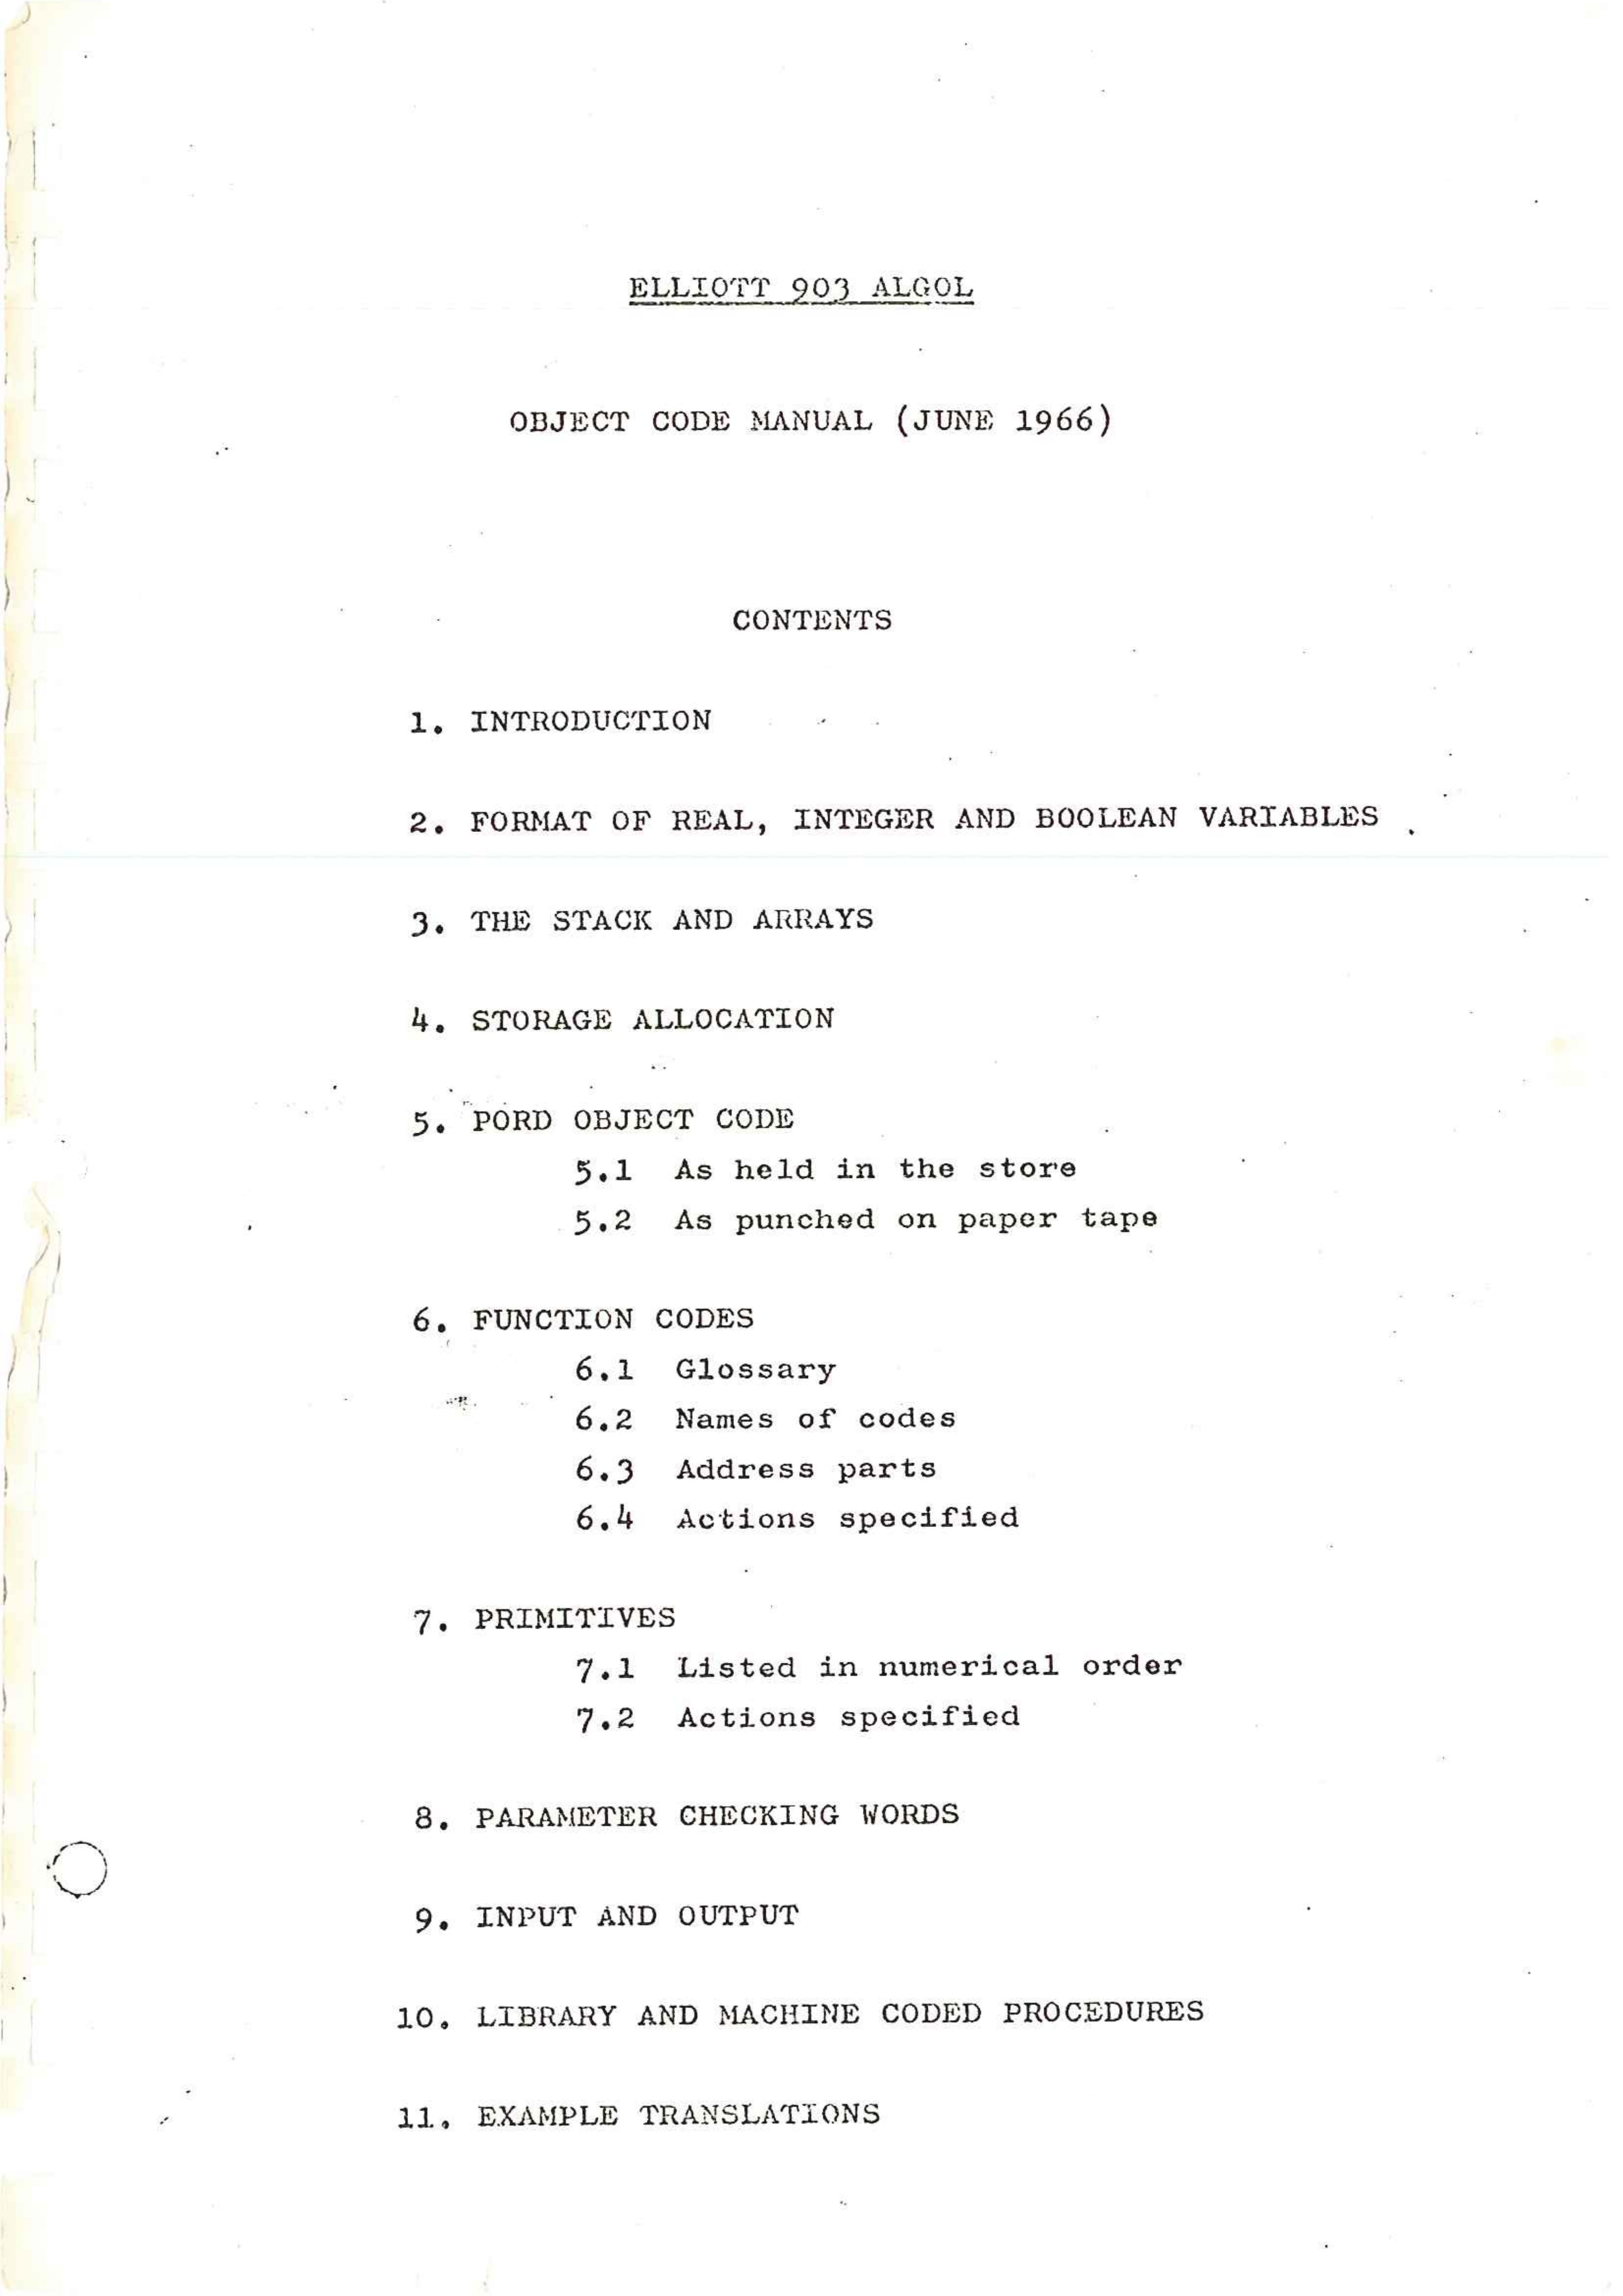 ELLIOTT 903 ALGOL
OBJECT CODE MANUAL (JUNE 1966)
CONTENTS
1. INTRODUCTION
2. FORMAT OF REAL, INTEGER AND BOOLEAN VARIABLES
3. THE STACK AND ARRAYS
4. STORAGE ALLOCATION
5. PORD OBJECT CODE
5.1 As held in the store
5.2 As punched on paper tape
6. FUNCTION CODES
6.1 Glossary
6.2 Names of codes
6.3 Address parts
6.4 Actions specified
7. PRIMITIVES
7.1 Listed in numerical order
7.2 Actions specified
8. PARAMETER CHECKING WORDS
9. INPUT AND OUTPUT
10. LIBRARY AND MACHINE CODED PROCEDURES
11. EXAMPLE TRANSLATIONS